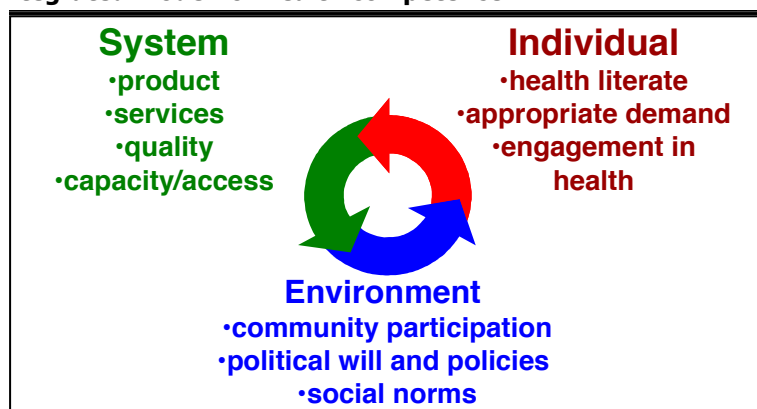 System
•product
•services
•quality
•capacity/access
Individual
•health literate
•appropriate demand
•engagement in
health
Environment
•community participation
•political will and policies
•social norms